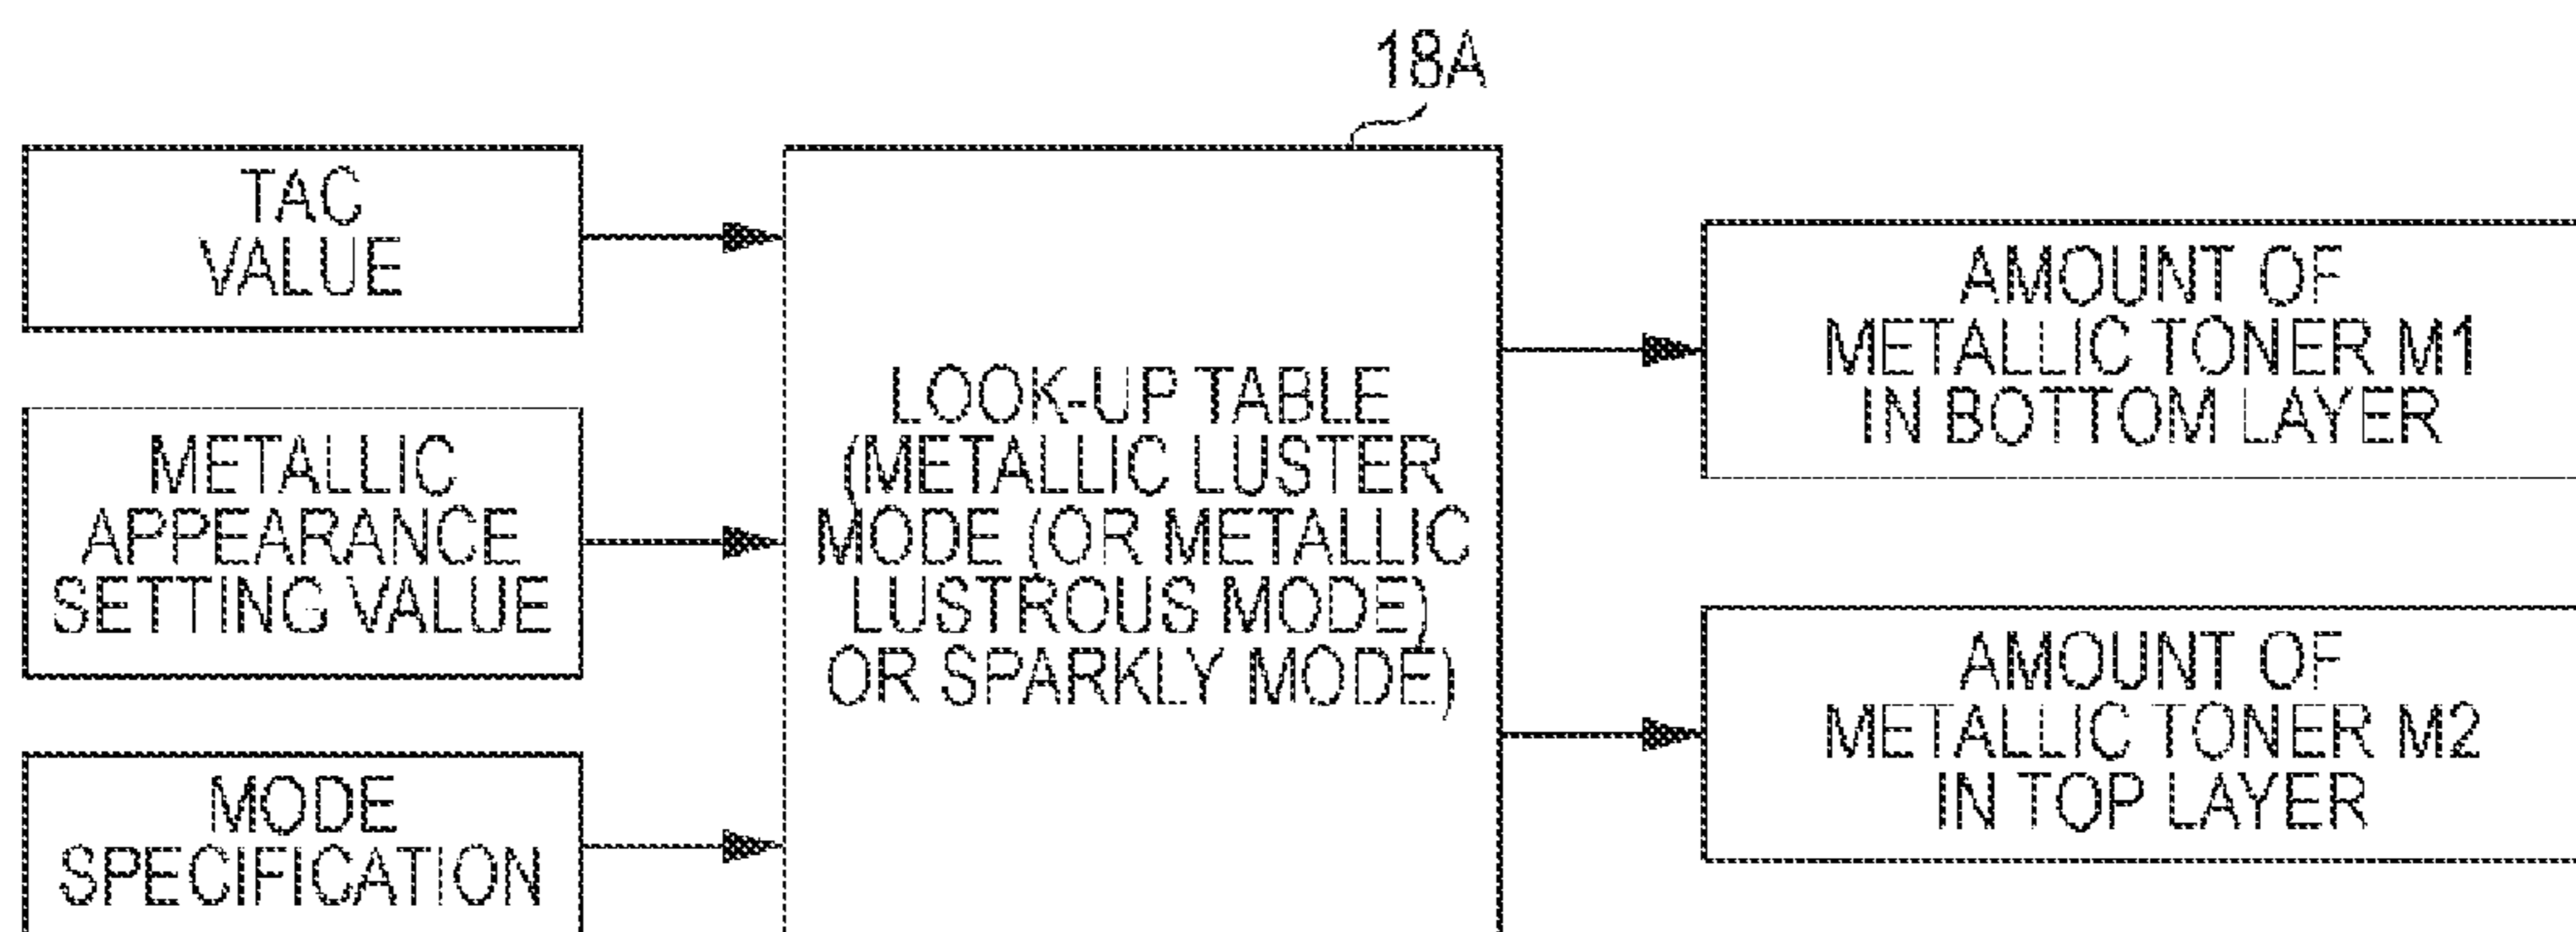 18A
TAC
VALUE
METALLIC
APPEARANCE
SETTING VALUE
MODE
SPECIFICATION
LOOK-UP TABLE
(METALLIC LUSTER
MODE (OR METALLIC
LUSTROUS MODE)
OR SPARKLY MODE)
AMOUNT OF
METALLIC TONER M1
IN BOTTOM LAYER
AMOUNT OF
METALLIC TONER M2
IN TOP LAYER